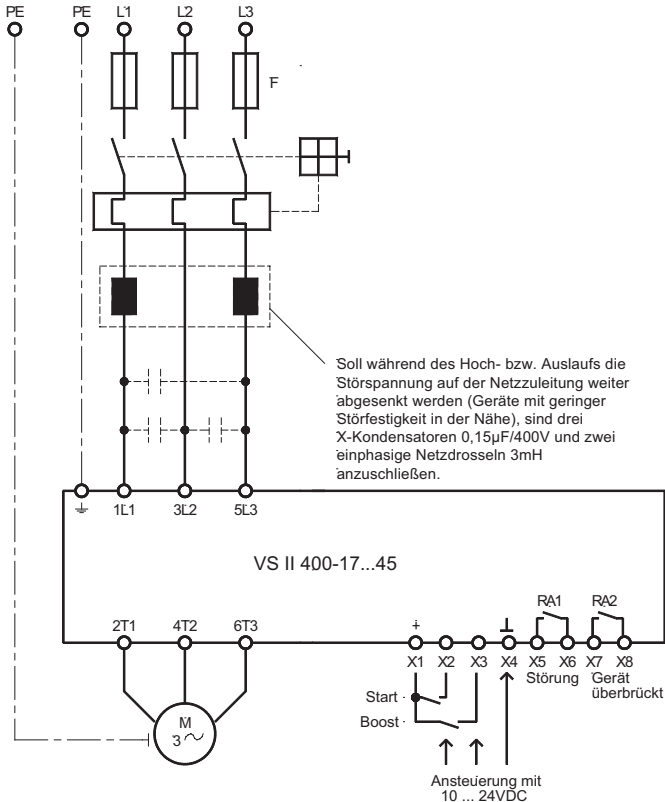 PE PE L1 L2 L3
F
Soll während des Hoch- bzw. Auslaufs die
Störspannung auf der Netzzuleitung weiter
abgesenkt werden (Geräte mit geringer
Störfestigkeit in der Nähe), sind drei
X-Kondensatoren 0,15µF/400V und zwei
einphasige Netzdrosseln 3mH
anzuschließen.
1L1 3L2 5L3
VS II 400-17...45
2T1 4T2 6T3 + RA1 RA2
X1 X2 X3 X4 X5 X6 X7 X8
Störung Gerät
überbrückt
Start
Boost
M
3
Ansteuerung mit
10 ... 24VDC